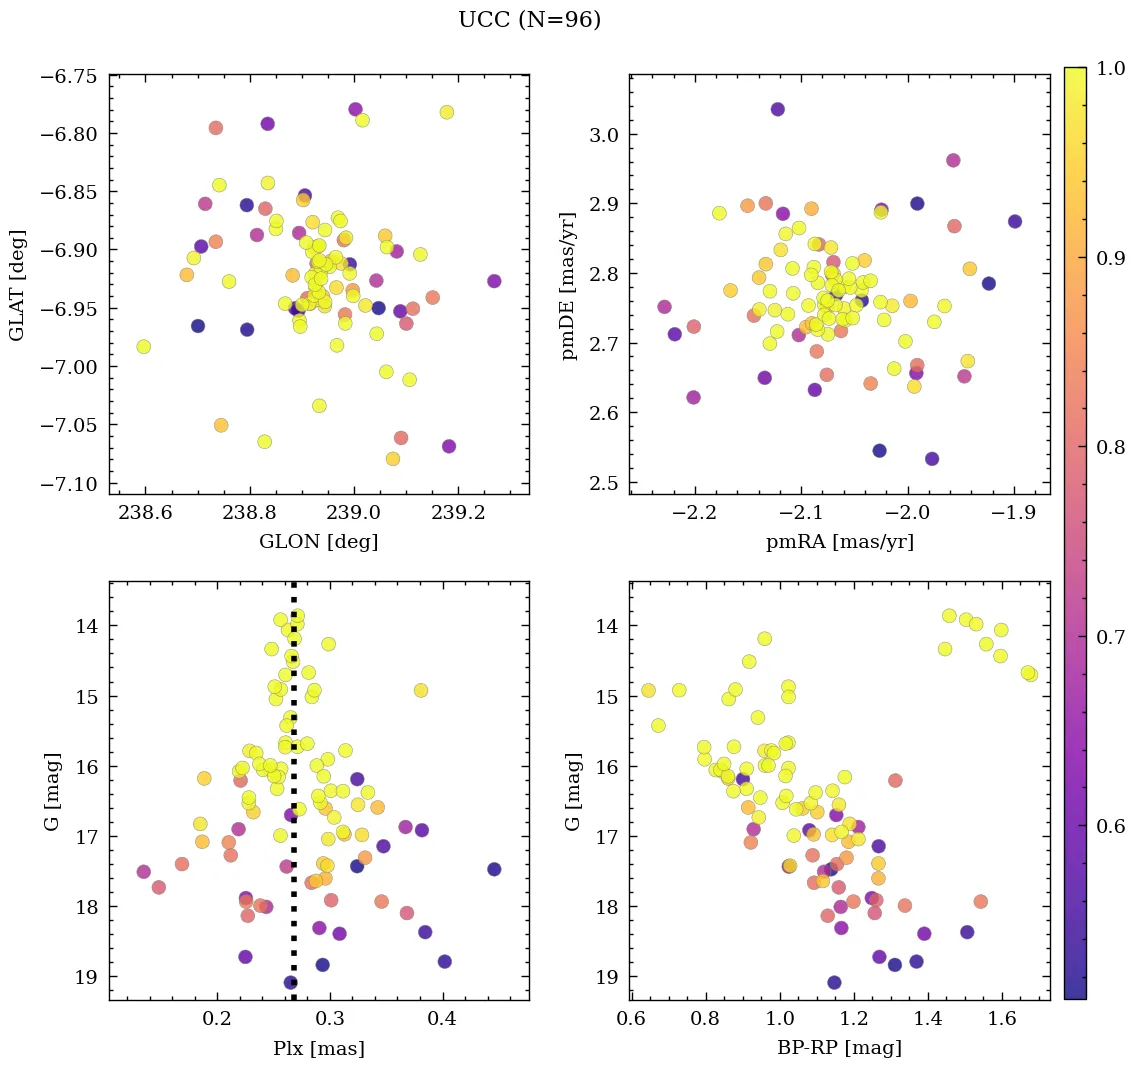 UCC (N=96)
−6.75
−6.80
−6.85
−6.90
−6.95
−7.00
−7.05
−7.10
GLAT [deg]
238.6 238.8 239.0 239.2
GLON [deg]
3.0
2.9
2.8
2.7
2.6
2.5
pmDE [mas/yr]
−2.2 −2.1 −2.0 −1.9
pmRA [mas/yr]
14
15
16
17
18
19
G [mag]
0.2 0.3 0.4
Plx [mas]
14
15
16
17
18
19
G [mag]
0.6 0.8 1.0 1.2 1.4 1.6
BP-RP [mag]
1.0
0.9
0.8
0.7
0.6